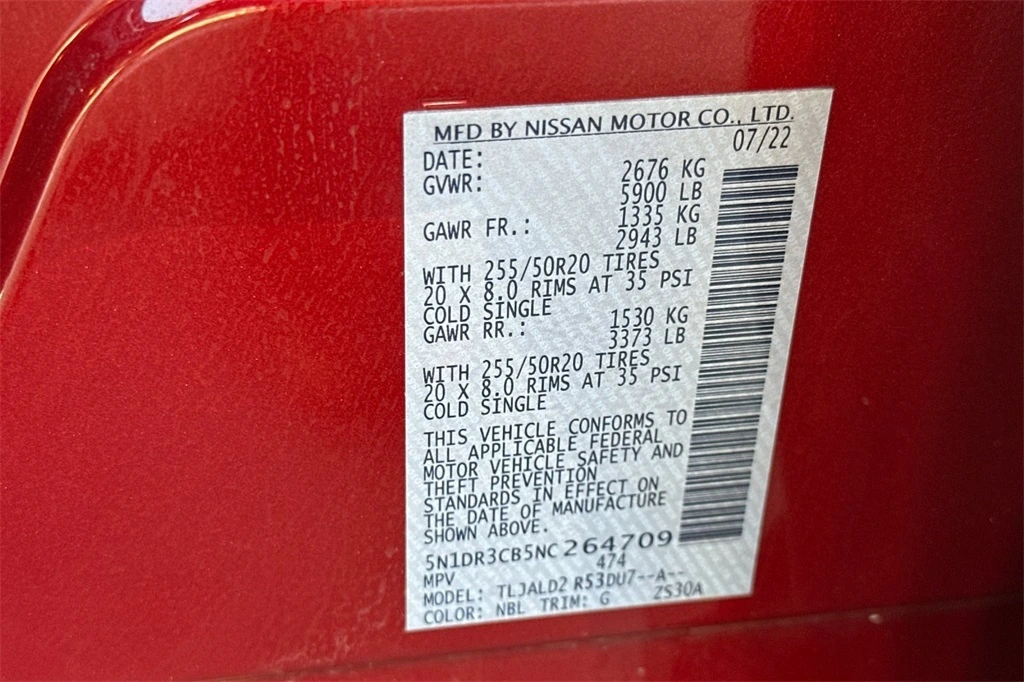 MFD BY NISSAN MOTOR CO., LTD.
DATE: 07/22
GVWR: 2676 KG
5900 LB
GAWR FR.: 1335 KG
2943 LB
WITH 255/50R20 TIRES
20 X 8.0 RIMS AT 35 PSI
COLD SINGLE
GAWR RR.: 1530 KG
3373 LB
WITH 255/50R20 TIRES
20 X 8.0 RIMS AT 35 PSI
COLD SINGLE
THIS VEHICLE CONFORMS TO
ALL APPLICABLE FEDERAL
MOTOR VEHICLE SAFETY AND
THEFT PREVENTION
STANDARDS IN EFFECT ON
THE DATE OF MANUFACTURE
SHOWN ABOVE.
5N1DR3CB5NC264709
MPV 474
MODEL: TLJALD2 R53DU7--A--
COLOR: NBL TRIM: G ZS30A